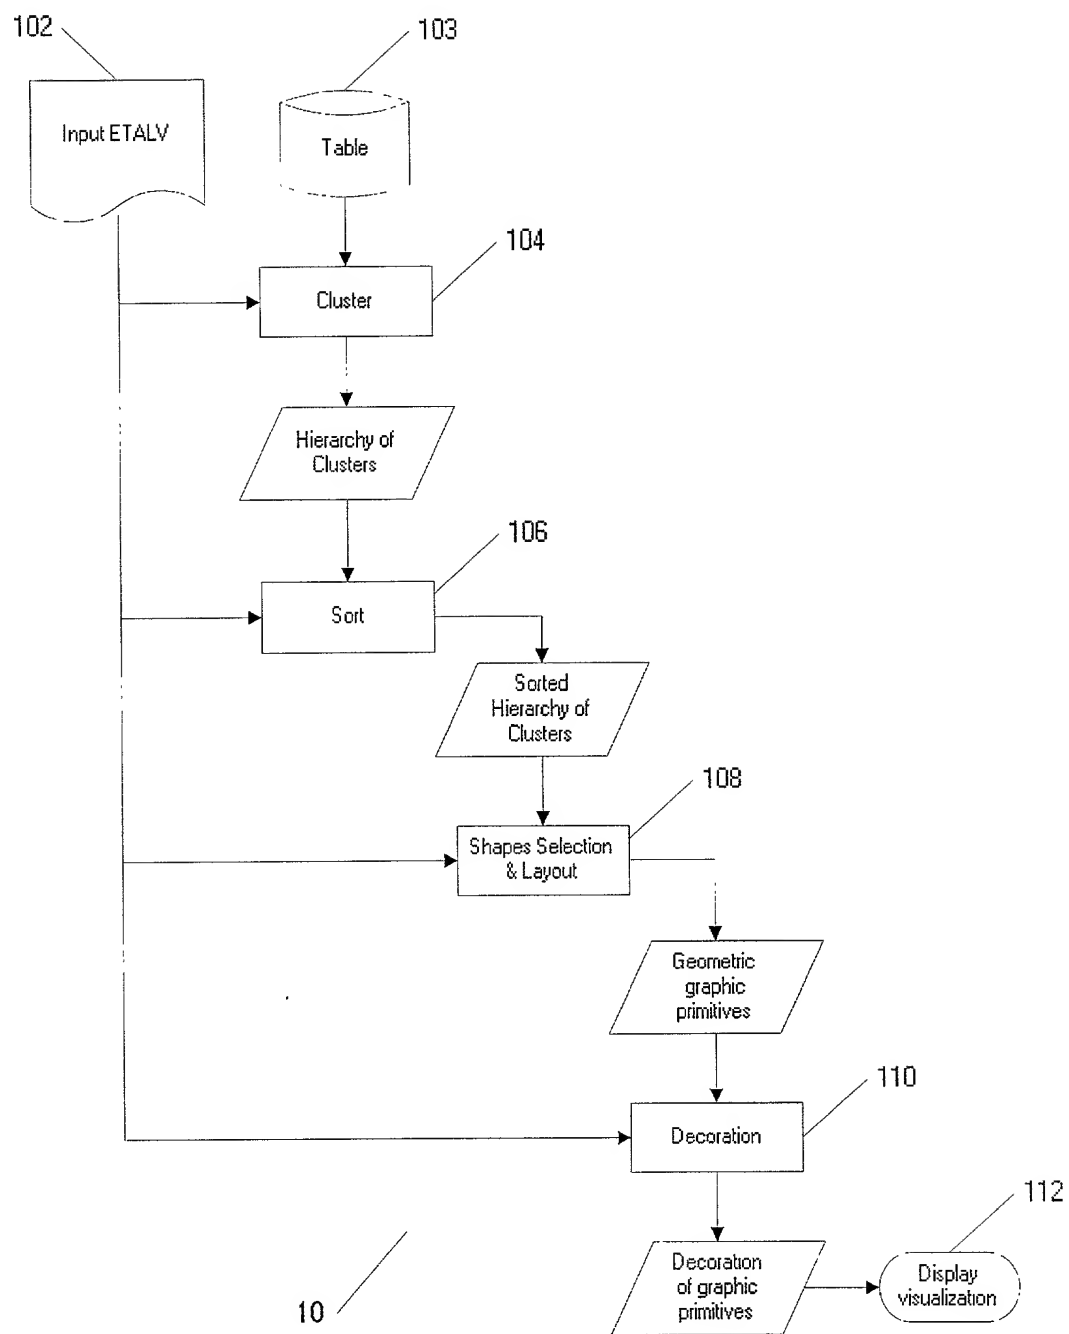 102
103
Input ETALV
Table
104
Cluster
Hierarchy of
Clusters
106
Sort
Sorted
Hierarchy of
Clusters
108
Shapes Selection
& Layout
Geometric
graphic
primitives
110
Decoration
112
Decoration
of graphic
primitives
Display
visualization
10